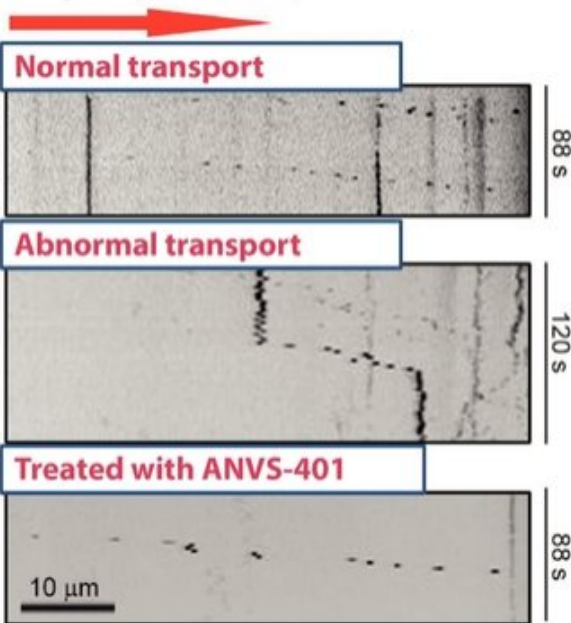 Normal transport
88 s
Abnormal transport
120 s
Treated with ANVS-401
88 s
10 μm